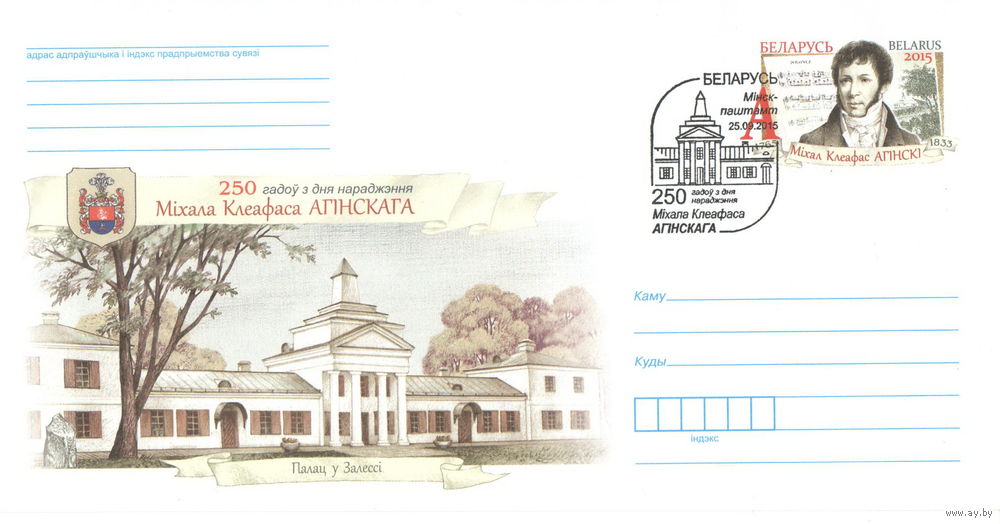 адрас адпраўшчыка і індэкс прадпрыемства сувязі
250 гадоў з дня нараджэння
Міхала Клеафаса АГІНСКАГА
Палац у Залессі
БЕЛАРУСЬ
Мінск-
паштамт
25.09.2015
250 гадоў з дня
нараджэння
Міхала Клеафаса
АГІНСКАГА
БЕЛАРУСЬ BELARUS
2015
A
1765
Міхал Клеафас АГІНСКІ
1833
Каму
Куды
індэкс
www.ay.by